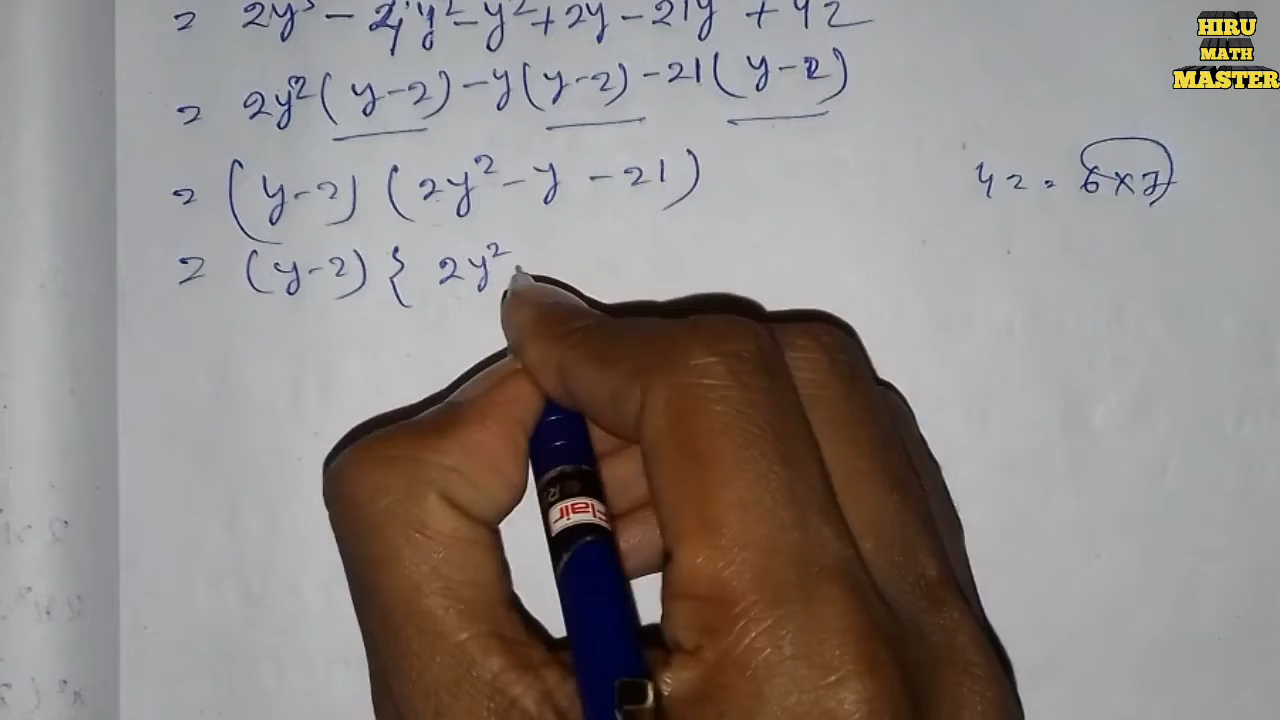 = 2y³ - 4y² - y² + 2y - 21y + 42
= 2y²(y-2) - y(y-2) - 21(y-2)
= (y-2) (2y² - y - 21)
42 = 6×7
= (y-2) { 2y²
HIRU
MATH
MASTER
clair